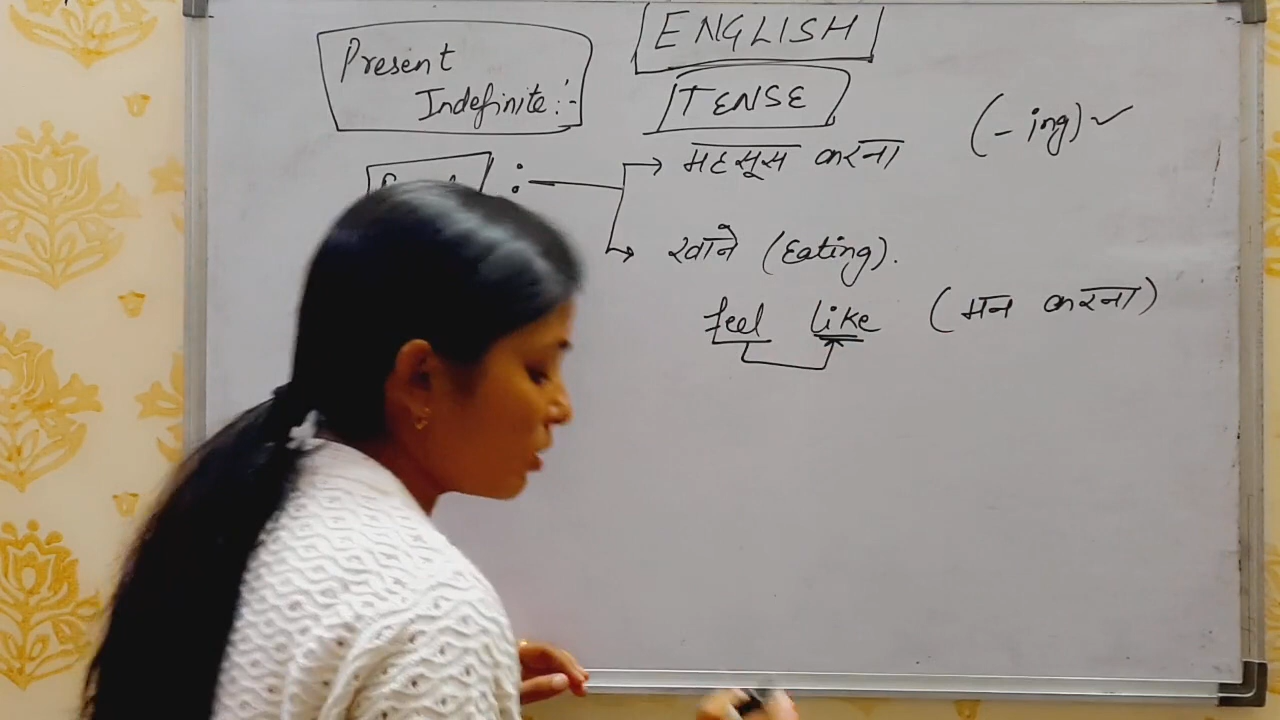 ENGLISH
Present
Indefinite :-
TENSE
(-ing) ✓
: → महसूस करना
→ खाने (Eating).
feel like (मन करना)